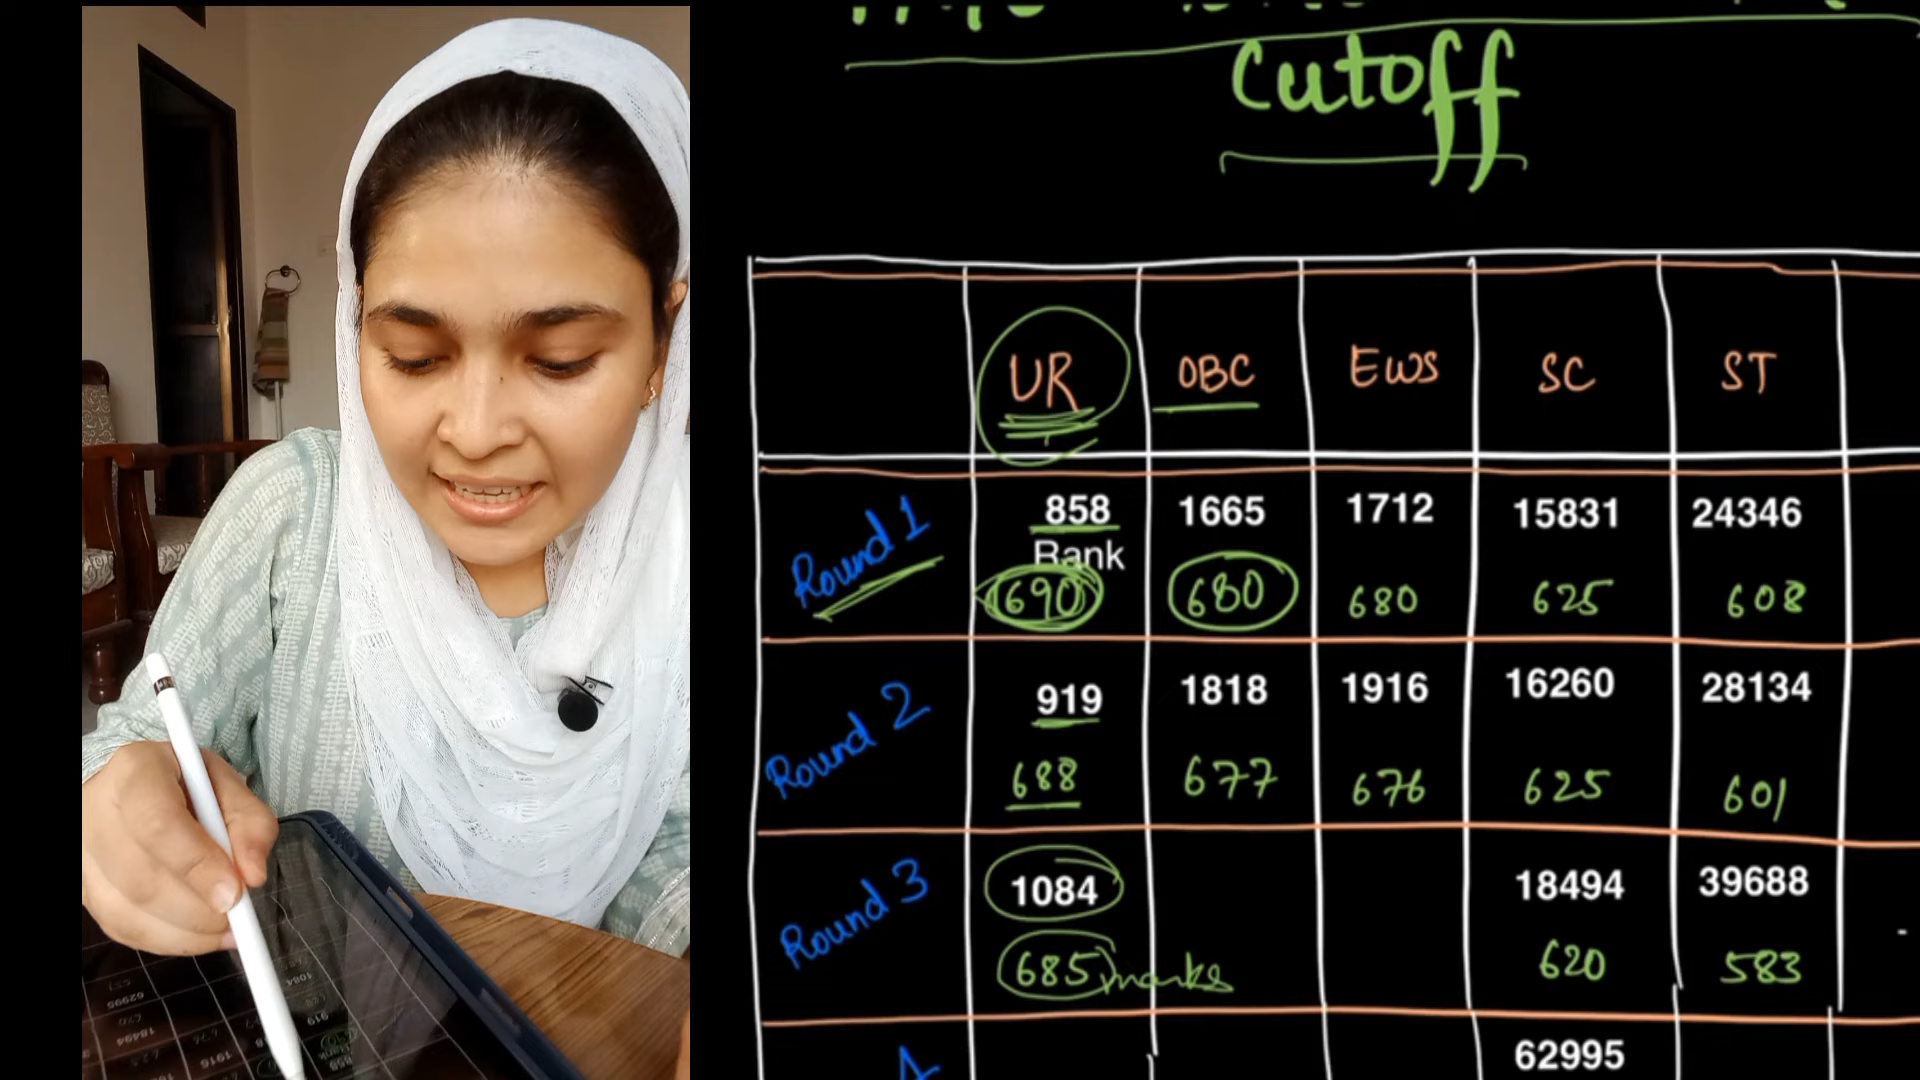 Cutoff
UR OBC EWS SC ST
Round 1 858 1665 1712 15831 24346
Rank
690 680 680 625 608
Round 2 919 1818 1916 16260 28134
688 677 676 625 601
Round 3 1084 18494 39688
685 marks 620 583
62995